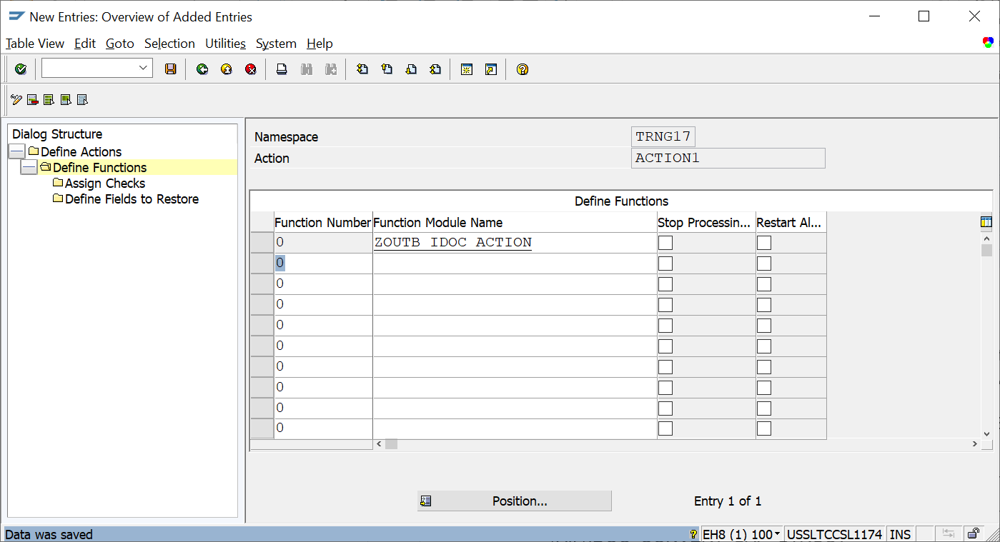 New Entries: Overview of Added Entries
Table View Edit Goto Selection Utilities System Help
Dialog Structure
Define Actions
Define Functions
Assign Checks
Define Fields to Restore
Namespace TRNG17
Action ACTION1
Define Functions
Function Number Function Module Name Stop Processin... Restart Al...
0 ZOUTB_IDOC_ACTION
0
0
0
0
0
0
0
0
0
Position... Entry 1 of 1
Data was saved EH8 (1) 100 USSLTCCSL1174 INS